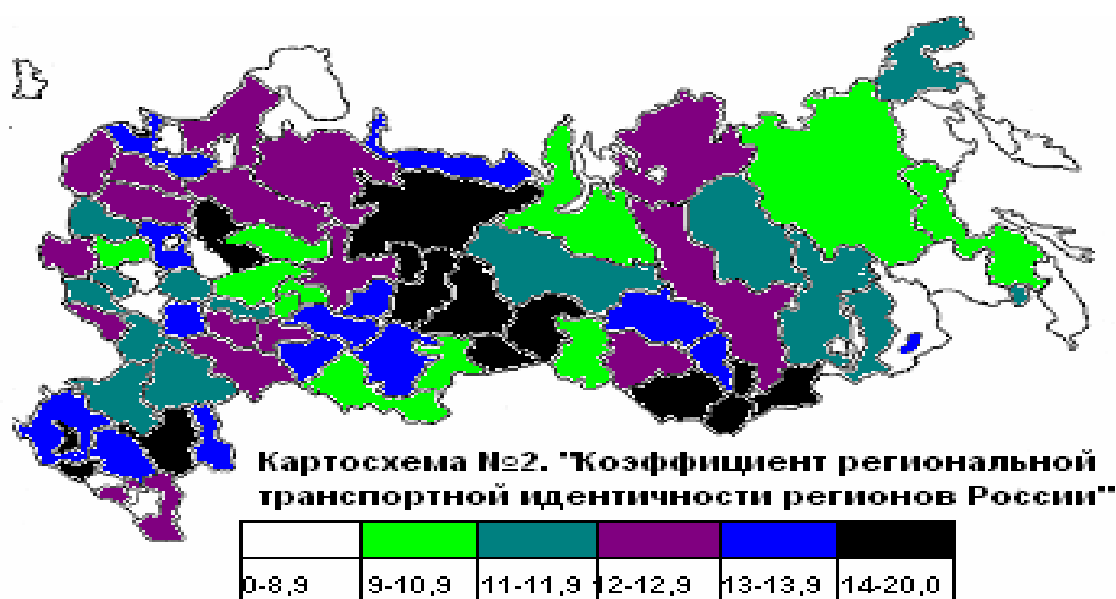 Картосхема №2. "Коэффициент региональной
транспортной идентичности регионов России"
0-8,9 9-10,9 11-11,9 12-12,9 13-13,9 14-20,0